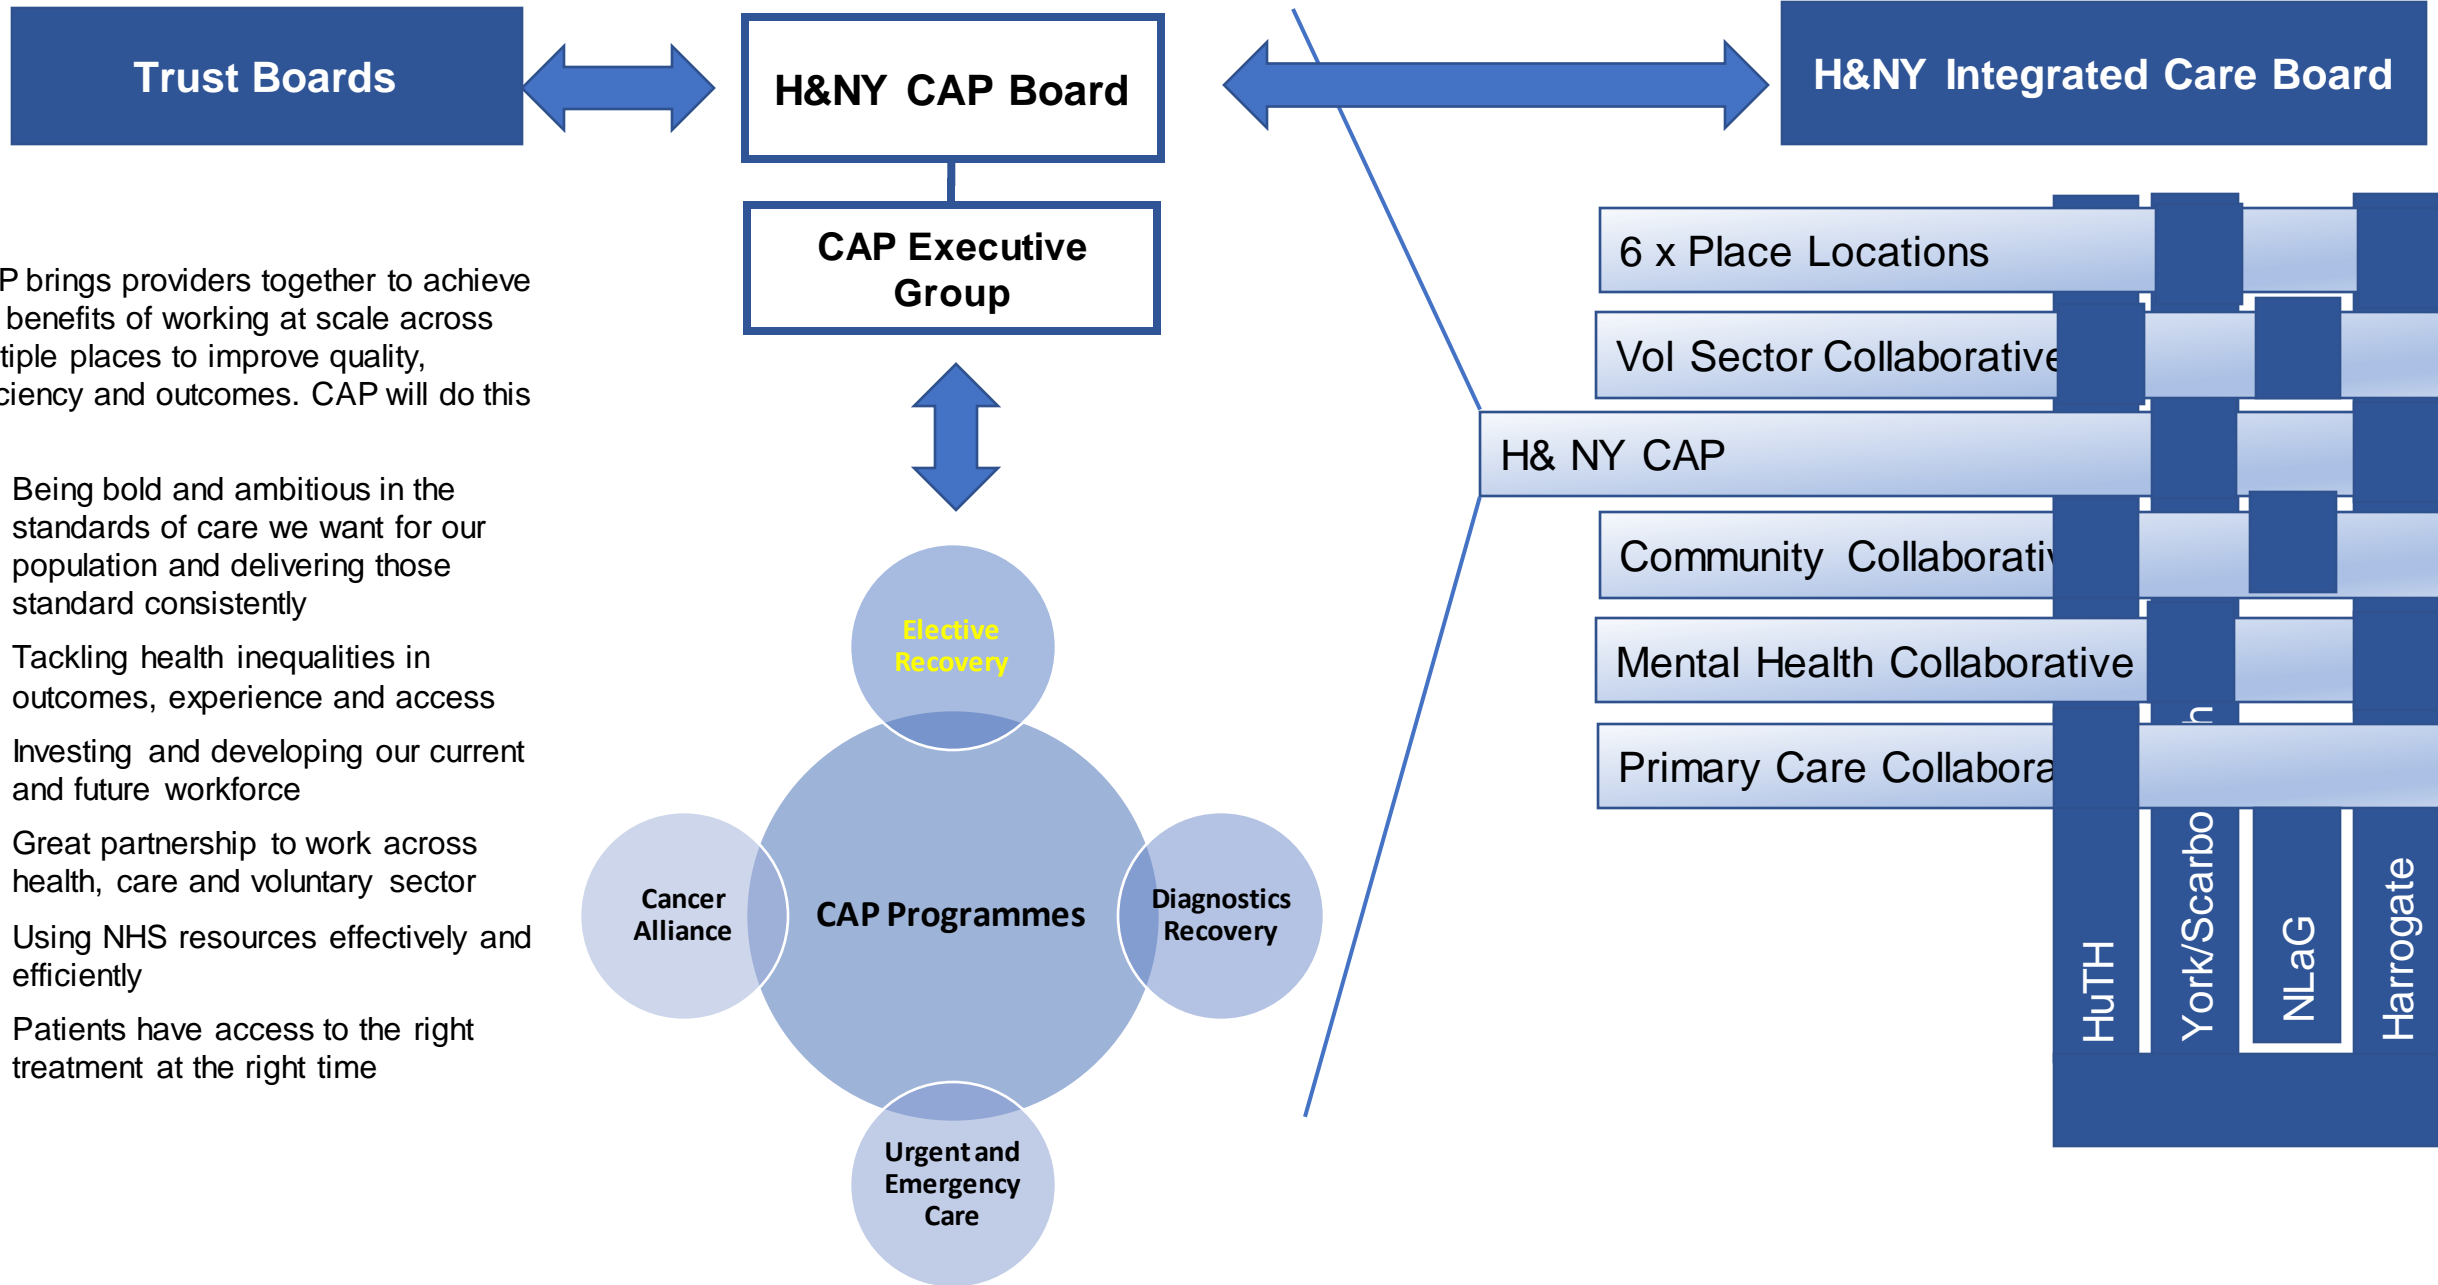 Trust Boards
H&NY CAP Board
H&NY Integrated Care Board
CAP Executive
Group
P brings providers together to achieve
benefits of working at scale across
tiple places to improve quality,
ciency and outcomes. CAP will do this
Being bold and ambitious in the
standards of care we want for our
population and delivering those
standard consistently
Tackling health inequalities in
outcomes, experience and access
Investing and developing our current
and future workforce
Great partnership to work across
health, care and voluntary sector
Using NHS resources effectively and
efficiently
Patients have access to the right
treatment at the right time
Elective
Recovery
Cancer
Alliance
CAP Programmes
Diagnostics
Recovery
Urgent and
Emergency
Care
6 x Place Locations
Vol Sector Collaborative
H& NY CAP
Community Collaborativ
Mental Health Collaborative
Primary Care Collabora
HuTH
York/Scarbo h
NLaG
Harrogate